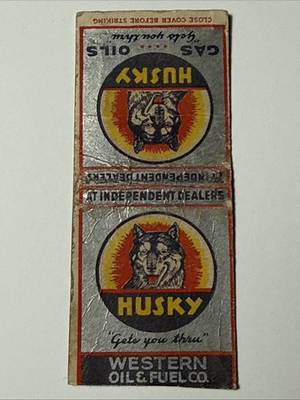 CLOSE COVER BEFORE STRIKING
"Gets you thru"
GAS **** OILS
HUSKY
AT INDEPENDENT DEALERS
AT INDEPENDENT DEALERS
HUSKY
"Gets you thru"
WESTERN
OIL & FUEL CO.